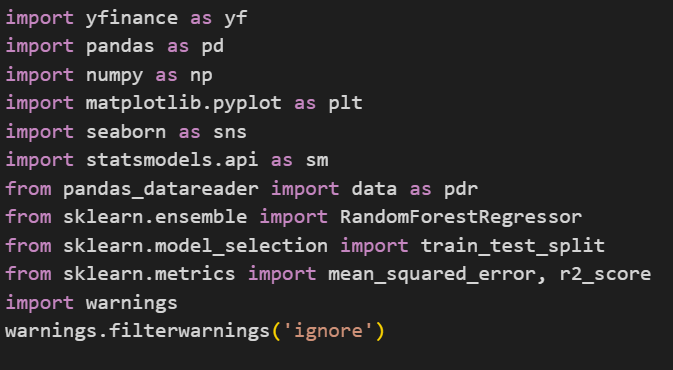 import yfinance as yf
import pandas as pd
import numpy as np
import matplotlib.pyplot as plt
import seaborn as sns
import statsmodels.api as sm
from pandas_datareader import data as pdr
from sklearn.ensemble import RandomForestRegressor
from sklearn.model_selection import train_test_split
from sklearn.metrics import mean_squared_error, r2_score
import warnings
warnings.filterwarnings('ignore')